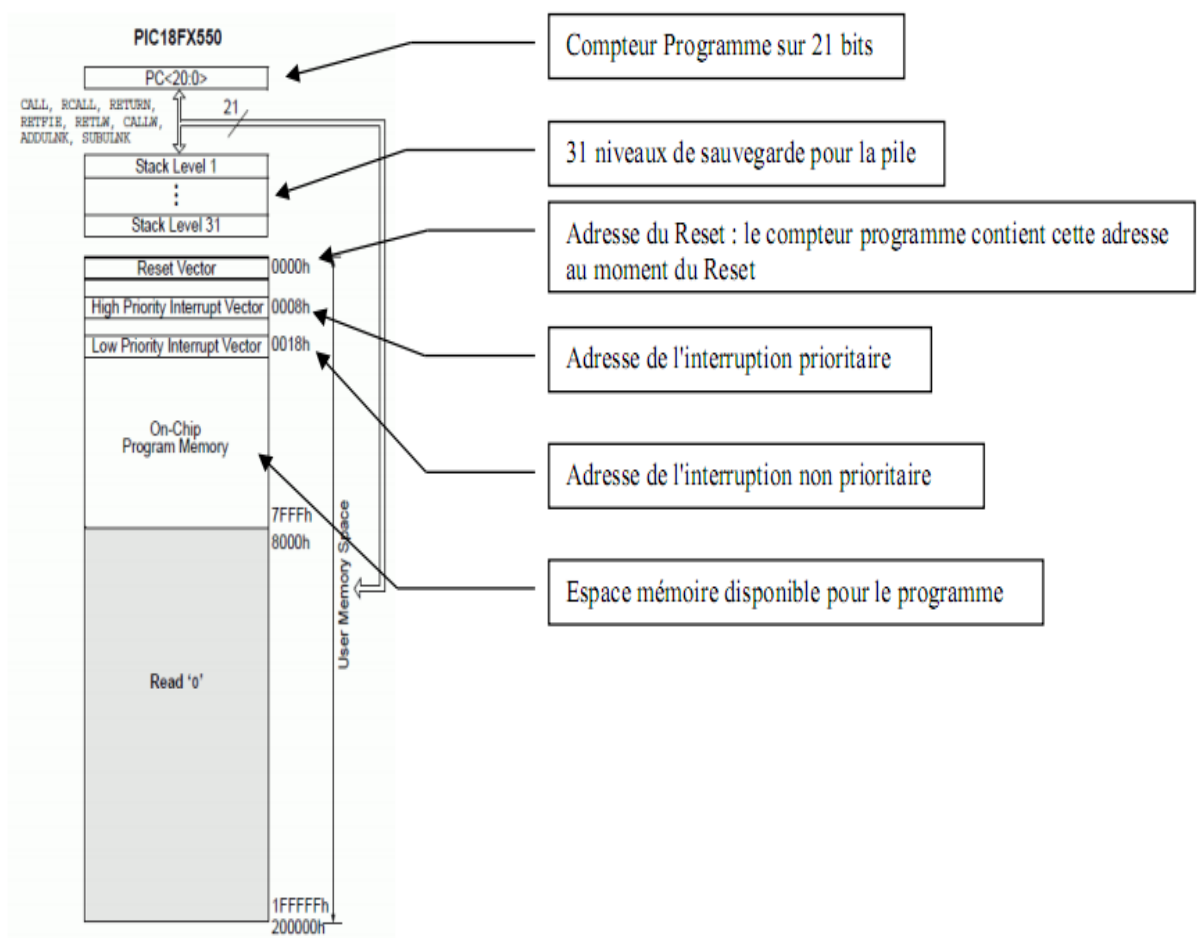 PIC18FX550
PC<20:0>
CALL, RCALL, RETURN,
RETFIE, RETLW, CALLW,
ADDULNK, SUBULNK
21
Stack Level 1
Stack Level 31
Reset Vector
0000h
High Priority Interrupt Vector
0008h
Low Priority Interrupt Vector
0018h
On-Chip
Program Memory
7FFFh
8000h
User Memory Space
Read ‘0’
1FFFFFh
200000h
Compteur Programme sur 21 bits
31 niveaux de sauvegarde pour la pile
Adresse du Reset : le compteur programme contient cette adresse
au moment du Reset
Adresse de l'interruption prioritaire
Adresse de l'interruption non prioritaire
Espace mémoire disponible pour le programme